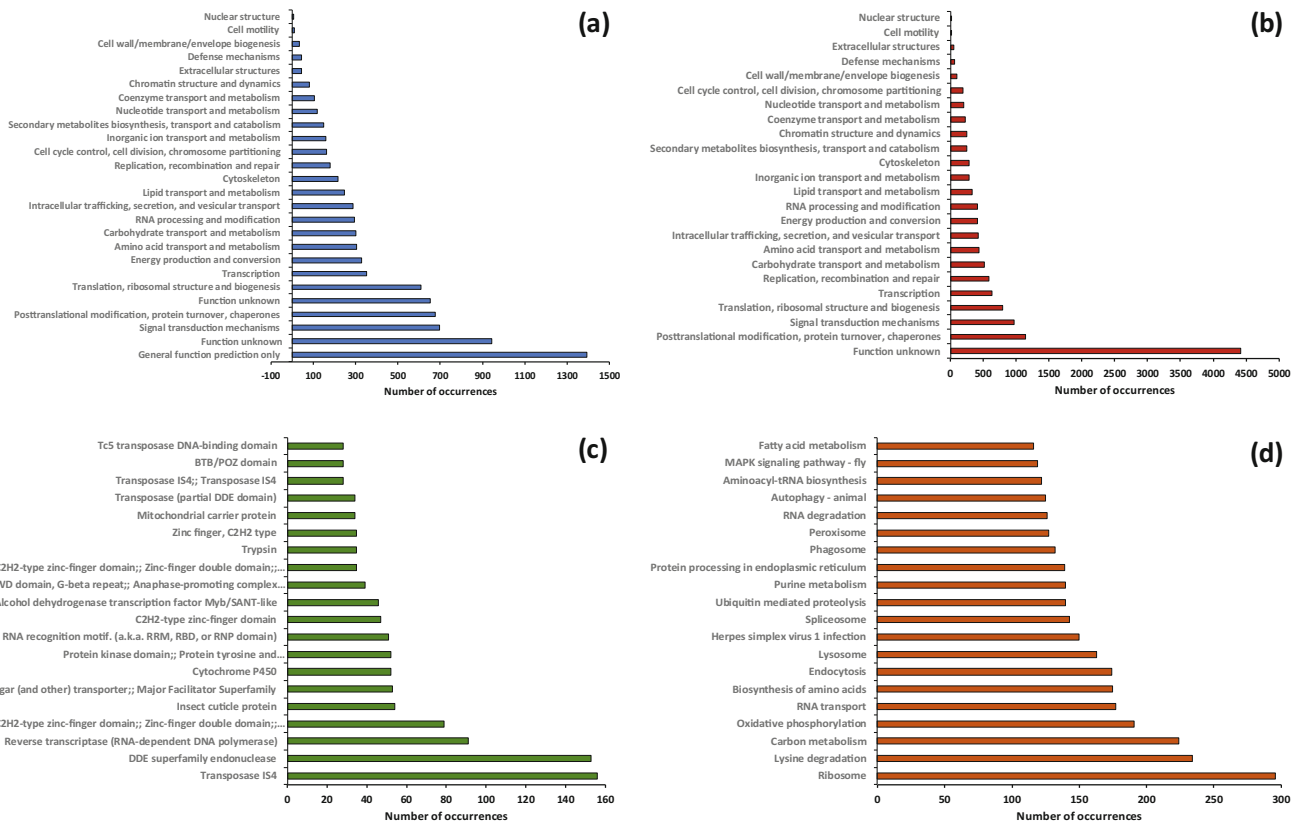 (a)
Nuclear structure
Cell motility
Cell wall/membrane/envelope biogenesis
Defense mechanisms
Extracellular structures
Chromatin structure and dynamics
Coenzyme transport and metabolism
Nucleotide transport and metabolism
Secondary metabolites biosynthesis, transport and catabolism
Inorganic ion transport and metabolism
Cell cycle control, cell division, chromosome partitioning
Replication, recombination and repair
Cytoskeleton
Lipid transport and metabolism
Intracellular trafficking, secretion, and vesicular transport
RNA processing and modification
Carbohydrate transport and metabolism
Amino acid transport and metabolism
Energy production and conversion
Transcription
Translation, ribosomal structure and biogenesis
Function unknown
Posttranslational modification, protein turnover, chaperones
Signal transduction mechanisms
Function unknown
General function prediction only
-100 100 300 500 700 900 1100 1300 1500
Number of occurrences
(b)
Nuclear structure
Cell motility
Extracellular structures
Defense mechanisms
Cell wall/membrane/envelope biogenesis
Cell cycle control, cell division, chromosome partitioning
Nucleotide transport and metabolism
Coenzyme transport and metabolism
Chromatin structure and dynamics
Secondary metabolites biosynthesis, transport and catabolism
Cytoskeleton
Inorganic ion transport and metabolism
Lipid transport and metabolism
RNA processing and modification
Energy production and conversion
Intracellular trafficking, secretion, and vesicular transport
Amino acid transport and metabolism
Carbohydrate transport and metabolism
Replication, recombination and repair
Transcription
Translation, ribosomal structure and biogenesis
Signal transduction mechanisms
Posttranslational modification, protein turnover, chaperones
Function unknown
0 500 1000 1500 2000 2500 3000 3500 4000 4500 5000
Number of occurrences
(c)
Tc5 transposase DNA-binding domain
BTB/POZ domain
Transposase IS4;; Transposase IS4
Transposase (partial DDE domain)
Mitochondrial carrier protein
Zinc finger, C2H2 type
Trypsin
C2H2-type zinc-finger domain;; Zinc-finger double domain;;...
WD domain, G-beta repeat;; Anaphase-promoting complex...
Alcohol dehydrogenase transcription factor Myb/SANT-like
C2H2-type zinc-finger domain
RNA recognition motif. (a.k.a. RRM, RBD, or RNP domain)
Protein kinase domain;; Protein tyrosine and...
Cytochrome P450
gar (and other) transporter;; Major Facilitator Superfamily
Insect cuticle protein
C2H2-type zinc-finger domain;; Zinc-finger double domain;;...
Reverse transcriptase (RNA-dependent DNA polymerase)
DDE superfamily endonuclease
Transposase IS4
0 20 40 60 80 100 120 140 160
Number of occurrences
(d)
Fatty acid metabolism
MAPK signaling pathway - fly
Aminoacyl-tRNA biosynthesis
Autophagy - animal
RNA degradation
Peroxisome
Phagosome
Protein processing in endoplasmic reticulum
Purine metabolism
Ubiquitin mediated proteolysis
Spliceosome
Herpes simplex virus 1 infection
Lysosome
Endocytosis
Biosynthesis of amino acids
RNA transport
Oxidative phosphorylation
Carbon metabolism
Lysine degradation
Ribosome
0 50 100 150 200 250 300
Number of occurrences